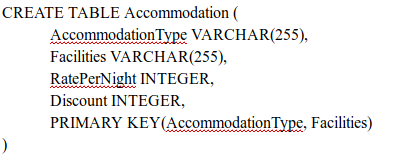 CREATE TABLE Accommodation (
AccommodationType VARCHAR(255),
Facilities VARCHAR(255),
RatePerNight INTEGER,
Discount INTEGER,
PRIMARY KEY(AccommodationType, Facilities)
)